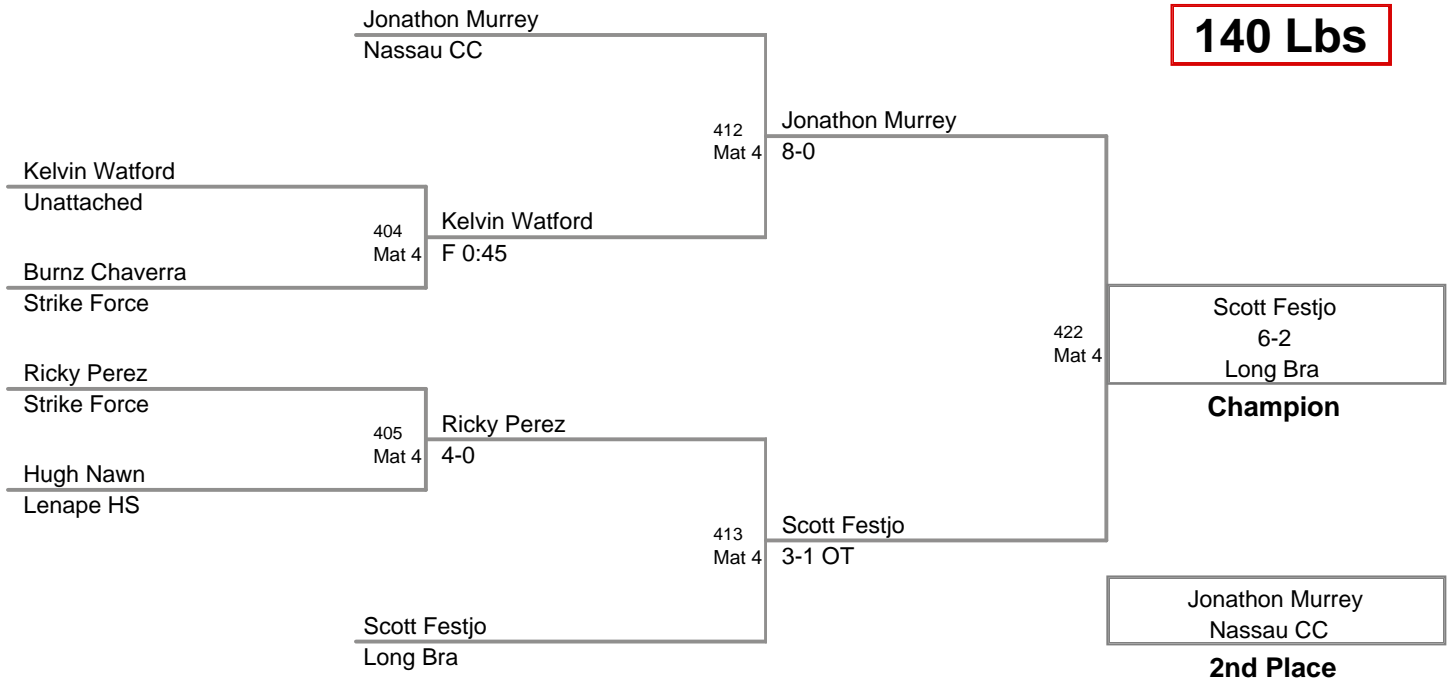 Jonathon Murrey
Nassau CC
140 Lbs
412
Mat 4
Jonathon Murrey
8-0
Kelvin Watford
Unattached
404
Mat 4
Kelvin Watford
F 0:45
Burnz Chaverra
Strike Force
422
Mat 4
Scott Festjo
6-2
Long Bra
Champion
Ricky Perez
Strike Force
405
Mat 4
Ricky Perez
4-0
Hugh Nawn
Lenape HS
413
Mat 4
Scott Festjo
3-1 OT
Scott Festjo
Long Bra
Jonathon Murrey
Nassau CC
2nd Place